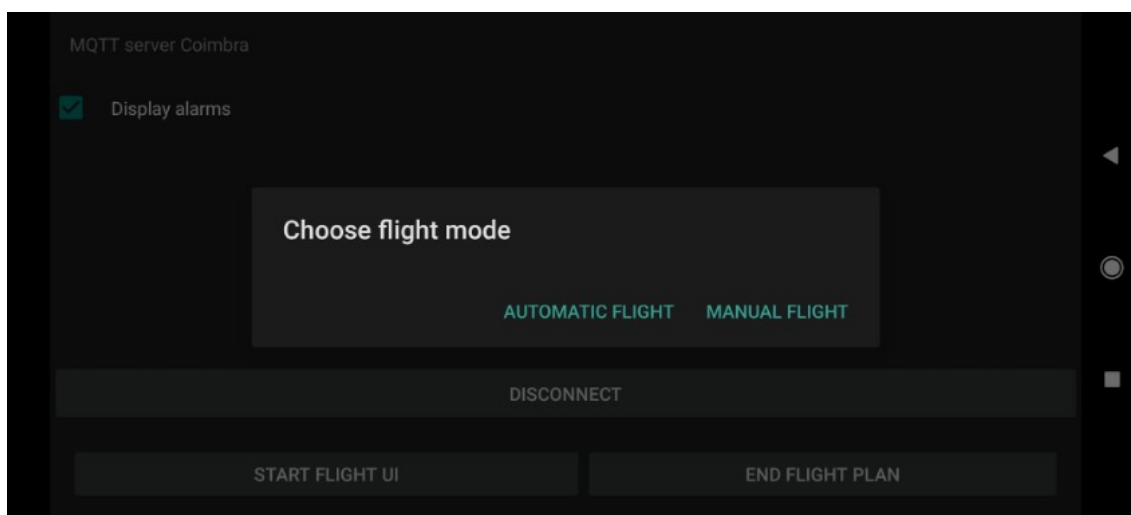 MQTT server Coimbra
Display alarms
Choose flight mode
AUTOMATIC FLIGHT MANUAL FLIGHT
DISCONNECT
START FLIGHT UI END FLIGHT PLAN